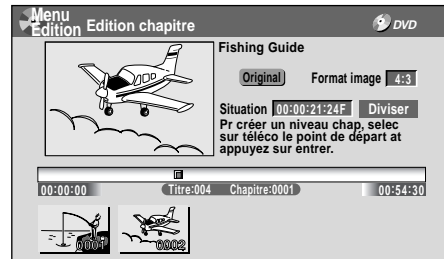 Menu
Edition Edition chapitre
DVD
Fishing Guide
Original Format image 4:3
Situation 00:00:21:24F Diviser
Pr créer un niveau chap, selec
sur téléco le point de départ at
appuyez sur entrer.
00:00:00 Titre:004 Chapitre:0001 00:54:30
0001 0002